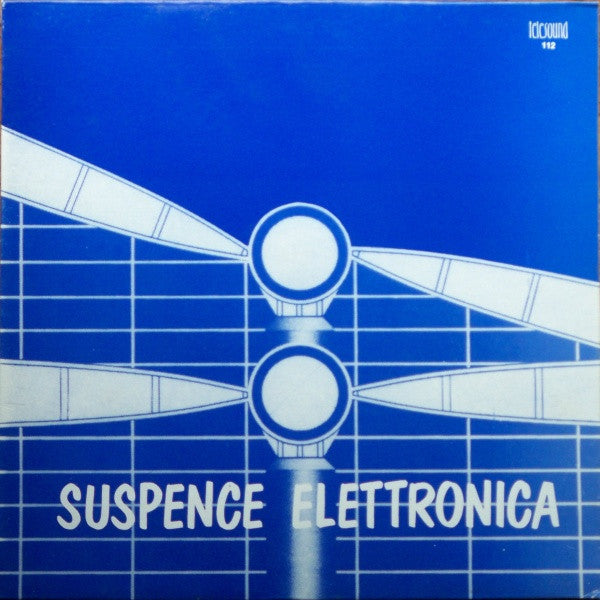 telesound
112
SUSPENCE ELETTRONICA